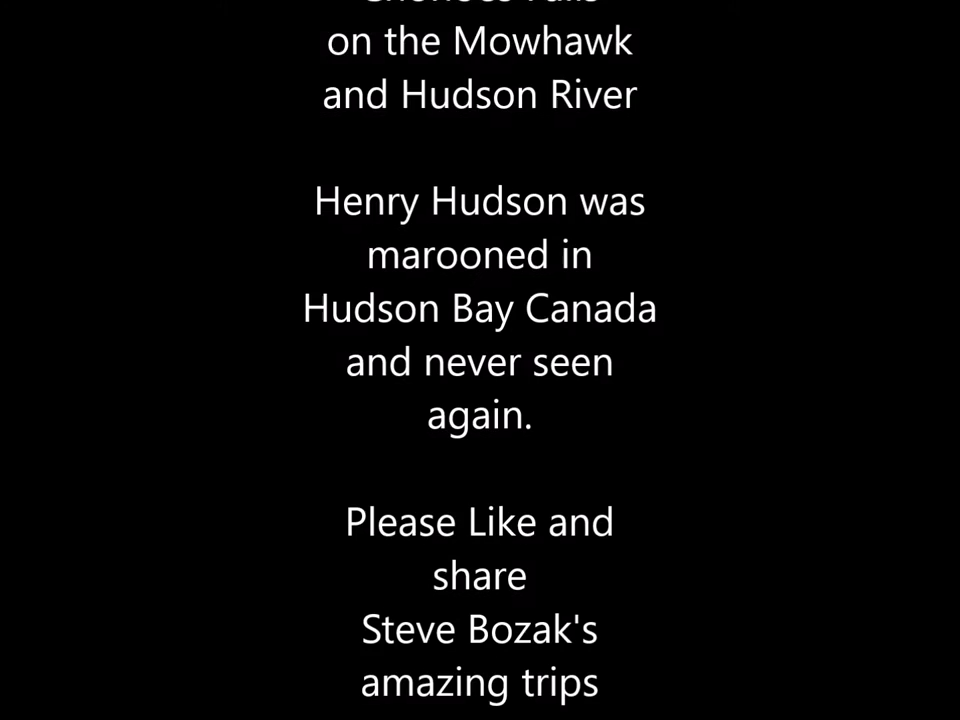 on the Mowhawk
and Hudson River
Henry Hudson was
marooned in
Hudson Bay Canada
and never seen
again.
Please Like and
share
Steve Bozak's
amazing trips